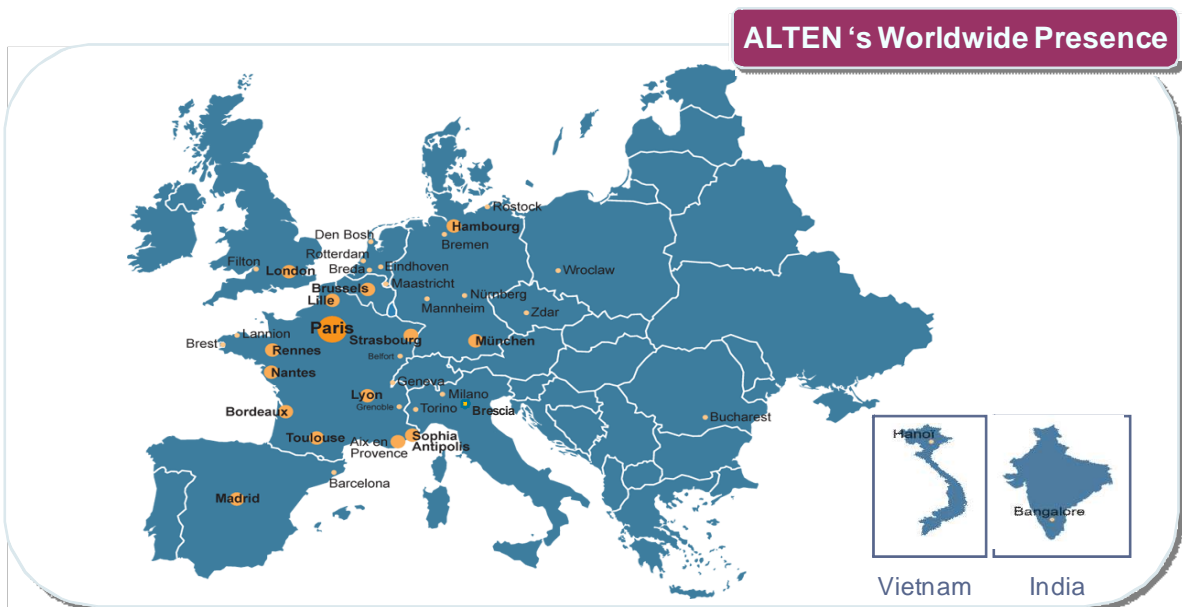 ALTEN ‘s Worldwide Presence
Rostock
Hambourg
Bremen
Den Bosh
Rotterdam
Filton
London
Breda
Eindhoven
Wroclaw
Maastricht
Brussels
Lille
Nürnberg
Mannheim
Zdar
Paris
Lannion
Strasbourg
München
Brest
Rennes
Belfort
Nantes
Geneva
Lyon
Milano
Grenoble
Torino
Brescia
Bordeaux
Bucharest
Toulouse
Aix en
Provence
Sophia
Antipolis
Barcelona
Madrid
Hanoï
Bangalore
Vietnam
India